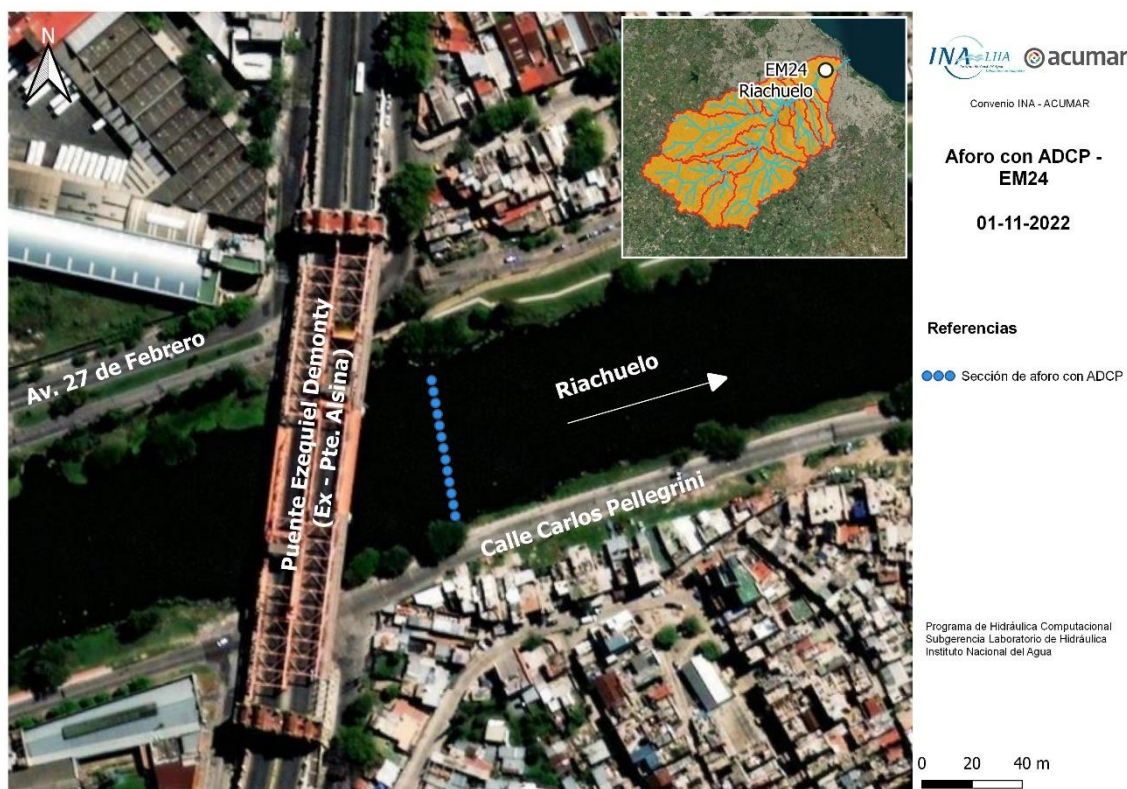 N
EM24
Riachuelo
Av. 27 de Febrero
Puente Ezequiel Demonty
(Ex - Pte. Alsina)
Riachuelo
Calle Carlos Pellegrini
INA
acumar
Convenio INA - ACUMAR
Aforo con ADCP -
EM24
01-11-2022
Referencias
Sección de aforo con ADCP
Programa de Hidráulica Computacional
Subgerencia Laboratorio de Hidráulica
Instituto Nacional del Agua
0 20 40 m